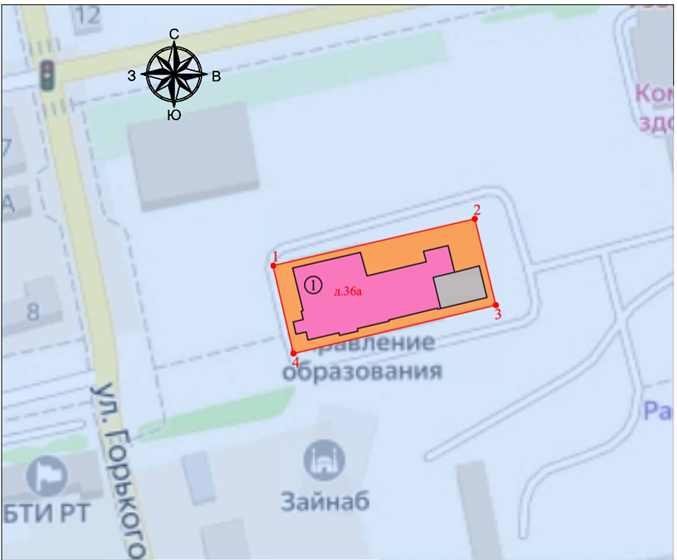 12
С
З
В
Ю
Ком
здо
7
А
2
1
1
д.36а
8
3
4
равление
образования
ул. Горького
Ра
Зайнаб
БТИ РТ